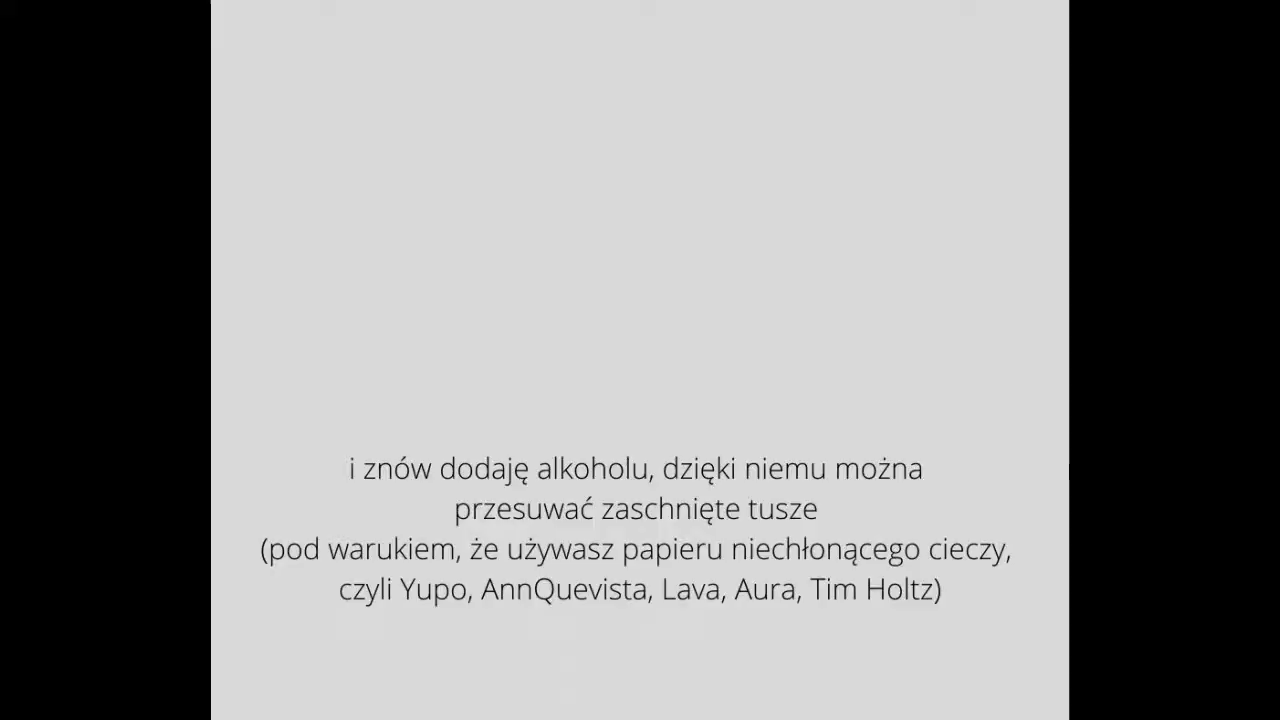 i znów dodaję alkoholu, dzięki niemu można
przesuwać zaschnięte tusze
(pod warukiem, że używasz papieru niechłonącego cieczy,
czyli Yupo, AnnQuevista, Lava, Aura, Tim Holtz)